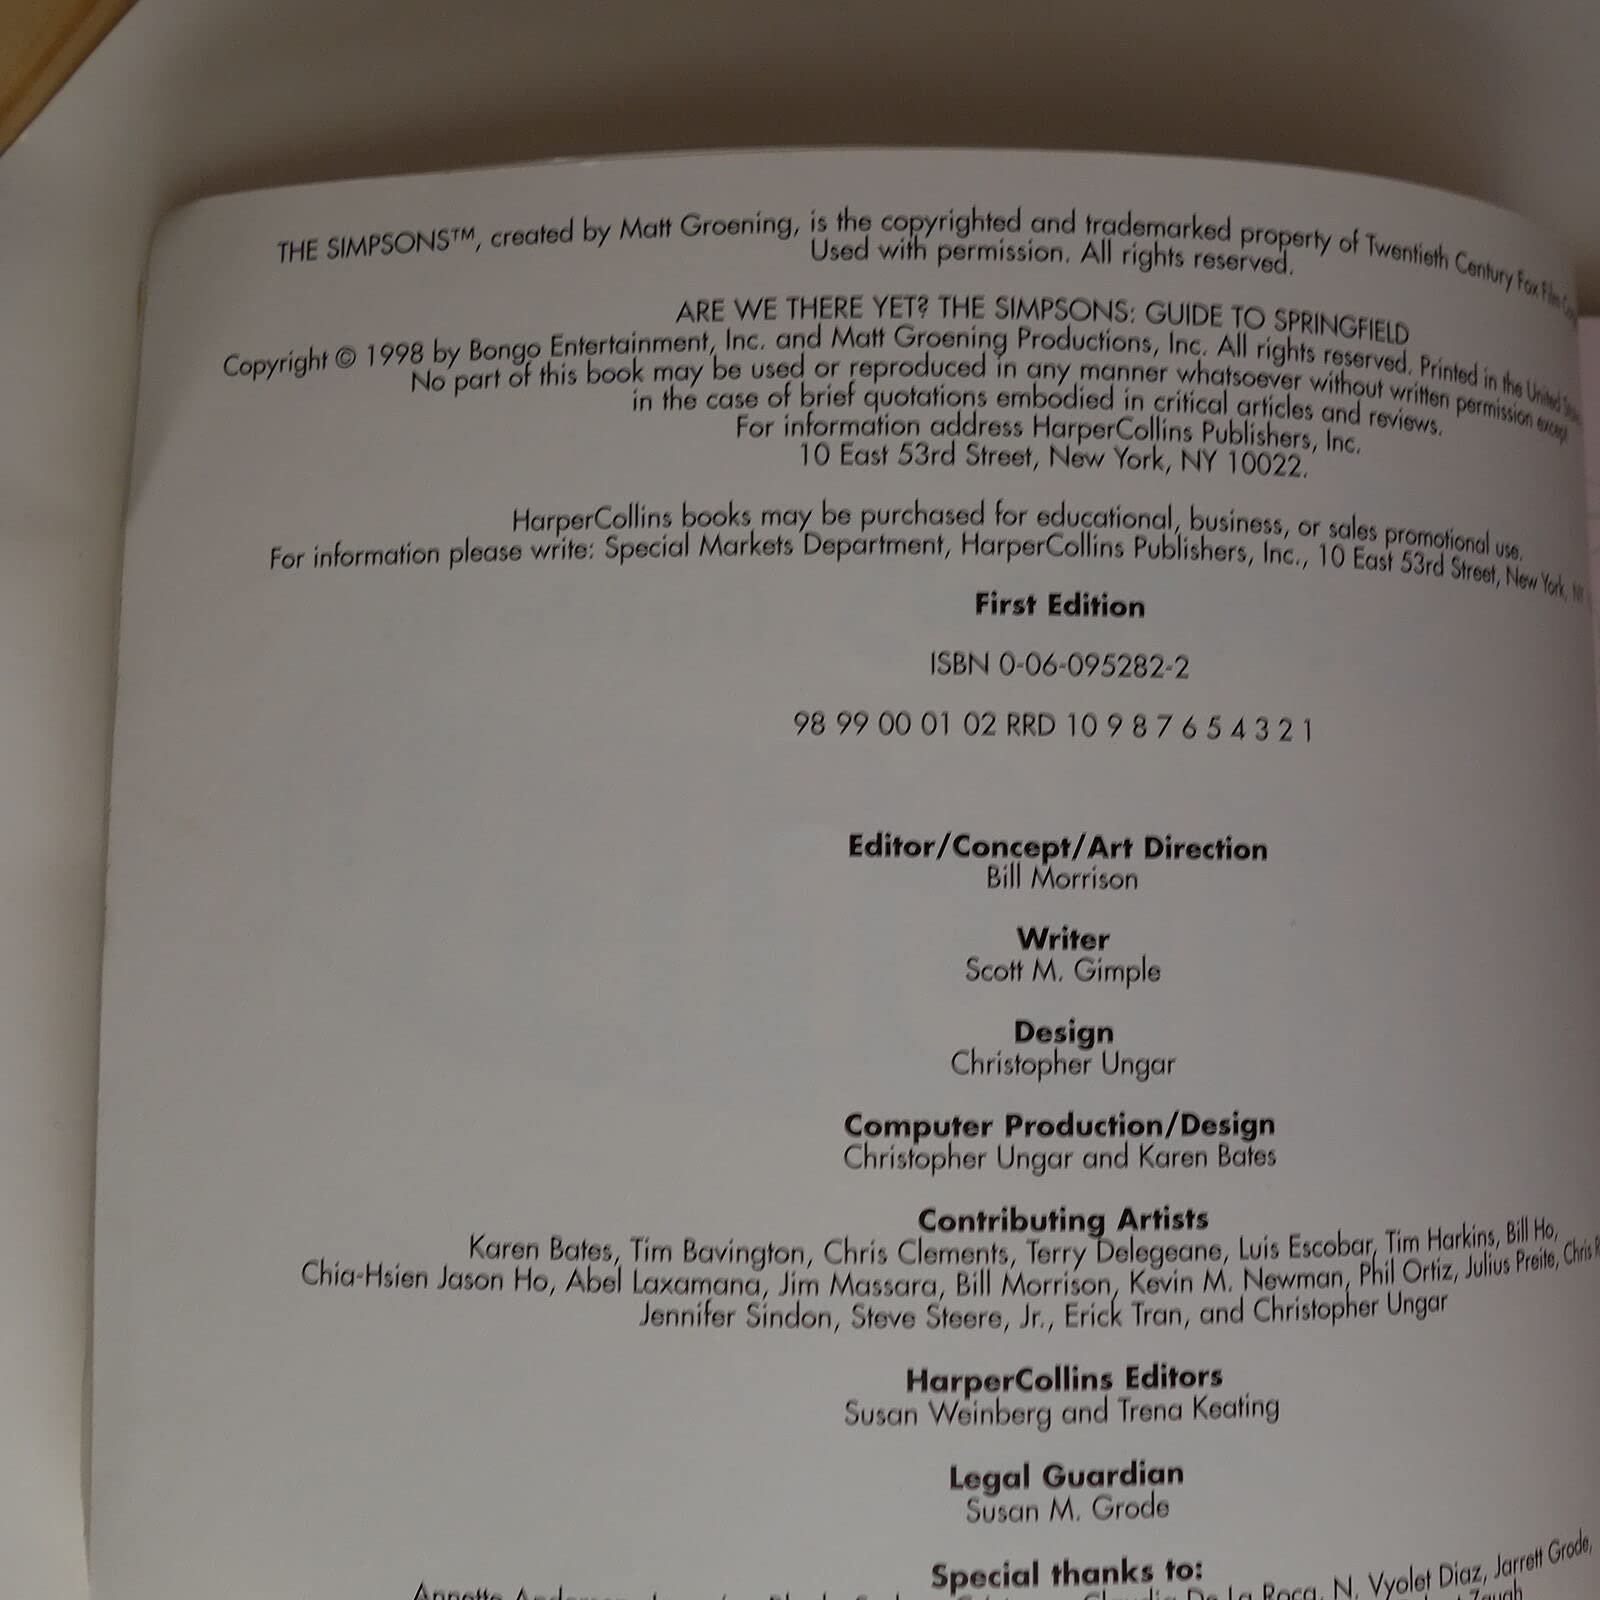 THE SIMPSONS™, created by Matt Groening, is the copyrighted and trademarked property of Twentieth Century Fox Film
Used with permission. All rights reserved.
ARE WE THERE YET? THE SIMPSONS: GUIDE TO SPRINGFIELD
Copyright © 1998 by Bongo Entertainment, Inc. and Matt Groening Productions, Inc. All rights reserved. Printed in the United
No part of this book may be used or reproduced in any manner whatsoever without written permission except
in the case of brief quotations embodied in critical articles and reviews.
For information address HarperCollins Publishers, Inc.
10 East 53rd Street, New York, NY 10022.
HarperCollins books may be purchased for educational, business, or sales promotional use.
For information please write: Special Markets Department, HarperCollins Publishers, Inc., 10 East 53rd Street, New York,
First Edition
ISBN 0-06-095282-2
98 99 00 01 02 RRD 10 9 8 7 6 5 4 3 2 1
Editor/Concept/Art Direction
Bill Morrison
Writer
Scott M. Gimple
Design
Christopher Ungar
Computer Production/Design
Christopher Ungar and Karen Bates
Contributing Artists
Karen Bates, Tim Bavington, Chris Clements, Terry Delegeane, Luis Escobar, Tim Harkins, Bill Ho,
Chia-Hsien Jason Ho, Abel Laxamana, Jim Massara, Bill Morrison, Kevin M. Newman, Phil Ortiz, Julius Preite, Chris
Jennifer Sindon, Steve Steere, Jr., Erick Tran, and Christopher Ungar
HarperCollins Editors
Susan Weinberg and Trena Keating
Legal Guardian
Susan M. Grode
Special thanks to:
De La Roca, N. Vyolet Diaz, Jarrett Grode,